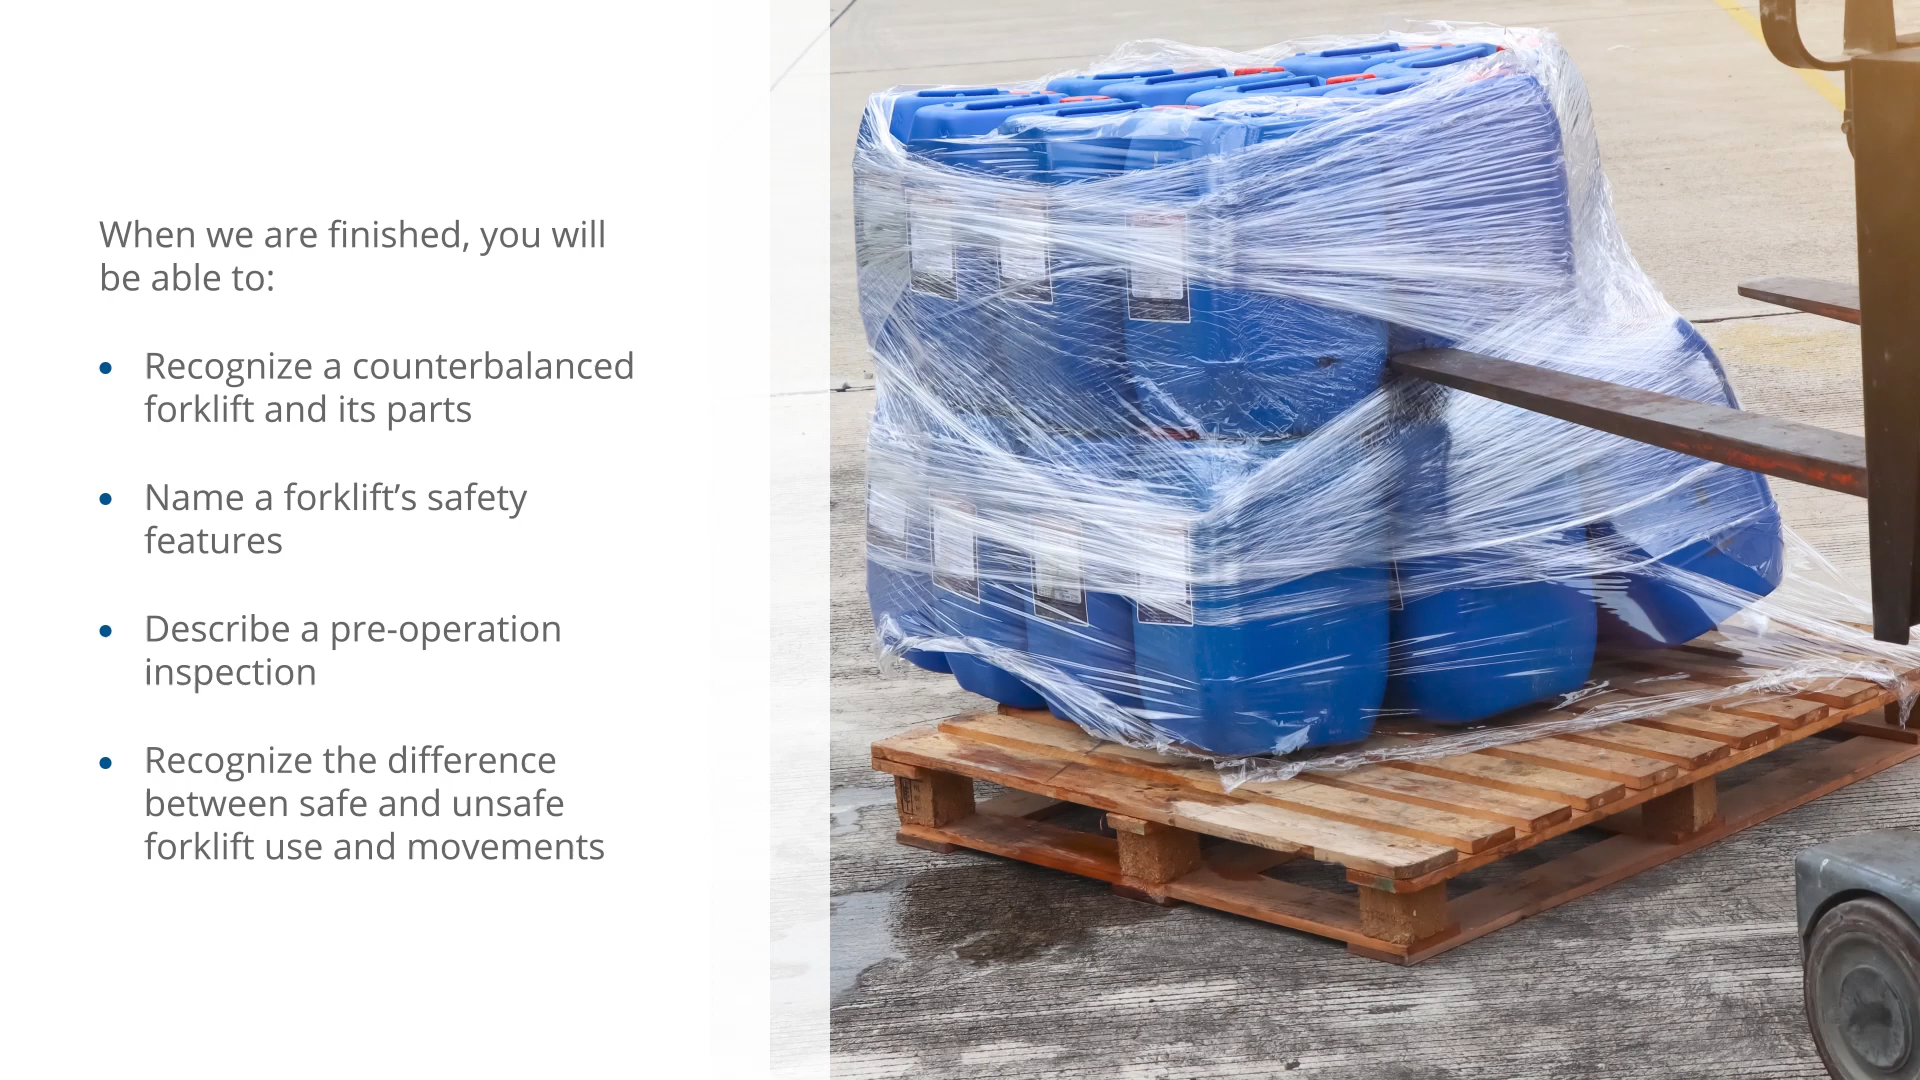 When we are finished, you will
be able to:
• Recognize a counterbalanced
forklift and its parts
• Name a forklift’s safety
features
• Describe a pre-operation
inspection
• Recognize the difference
between safe and unsafe
forklift use and movements